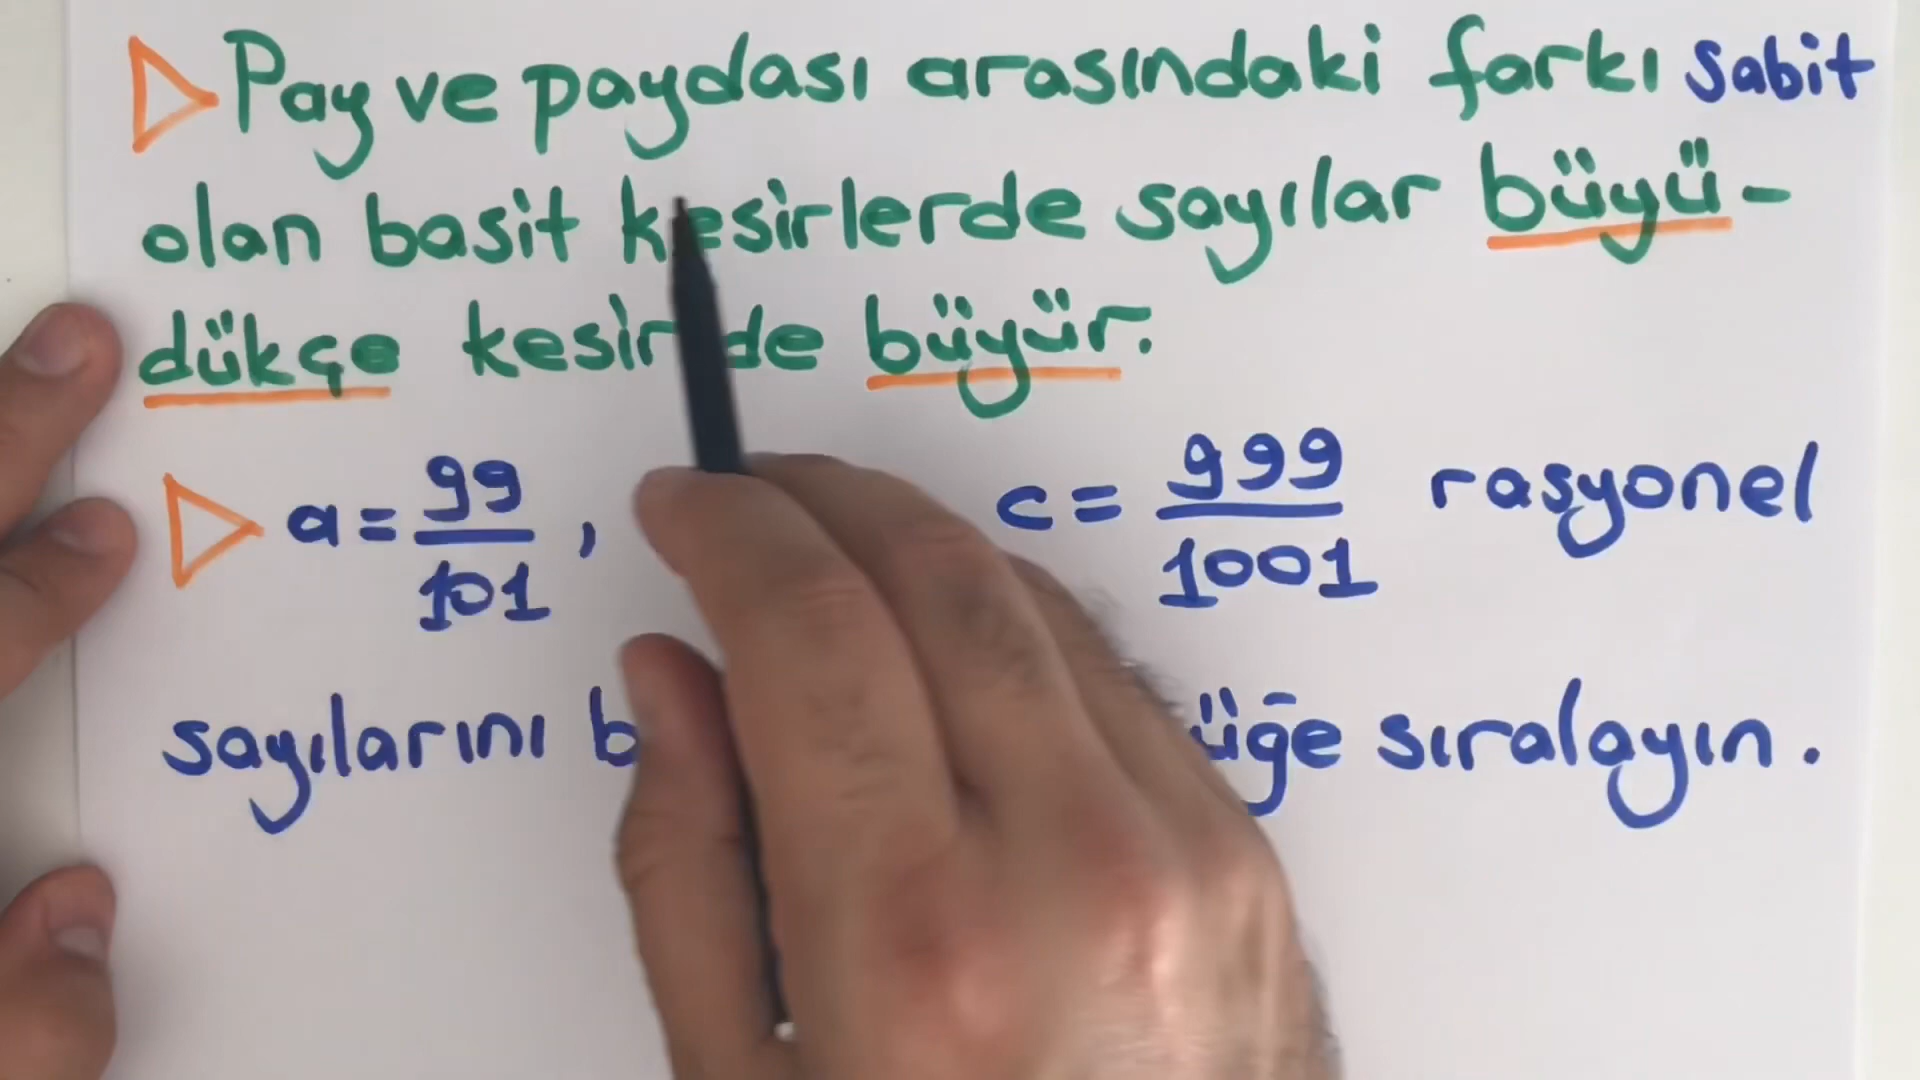 Pay ve paydası arasındaki farkı sabit
olan basit kesirlerde sayılar büyü-
dükçe kesir de büyür.
a = 99/101 , c = 999/1001 rasyonel
sayılarını sıralayın.